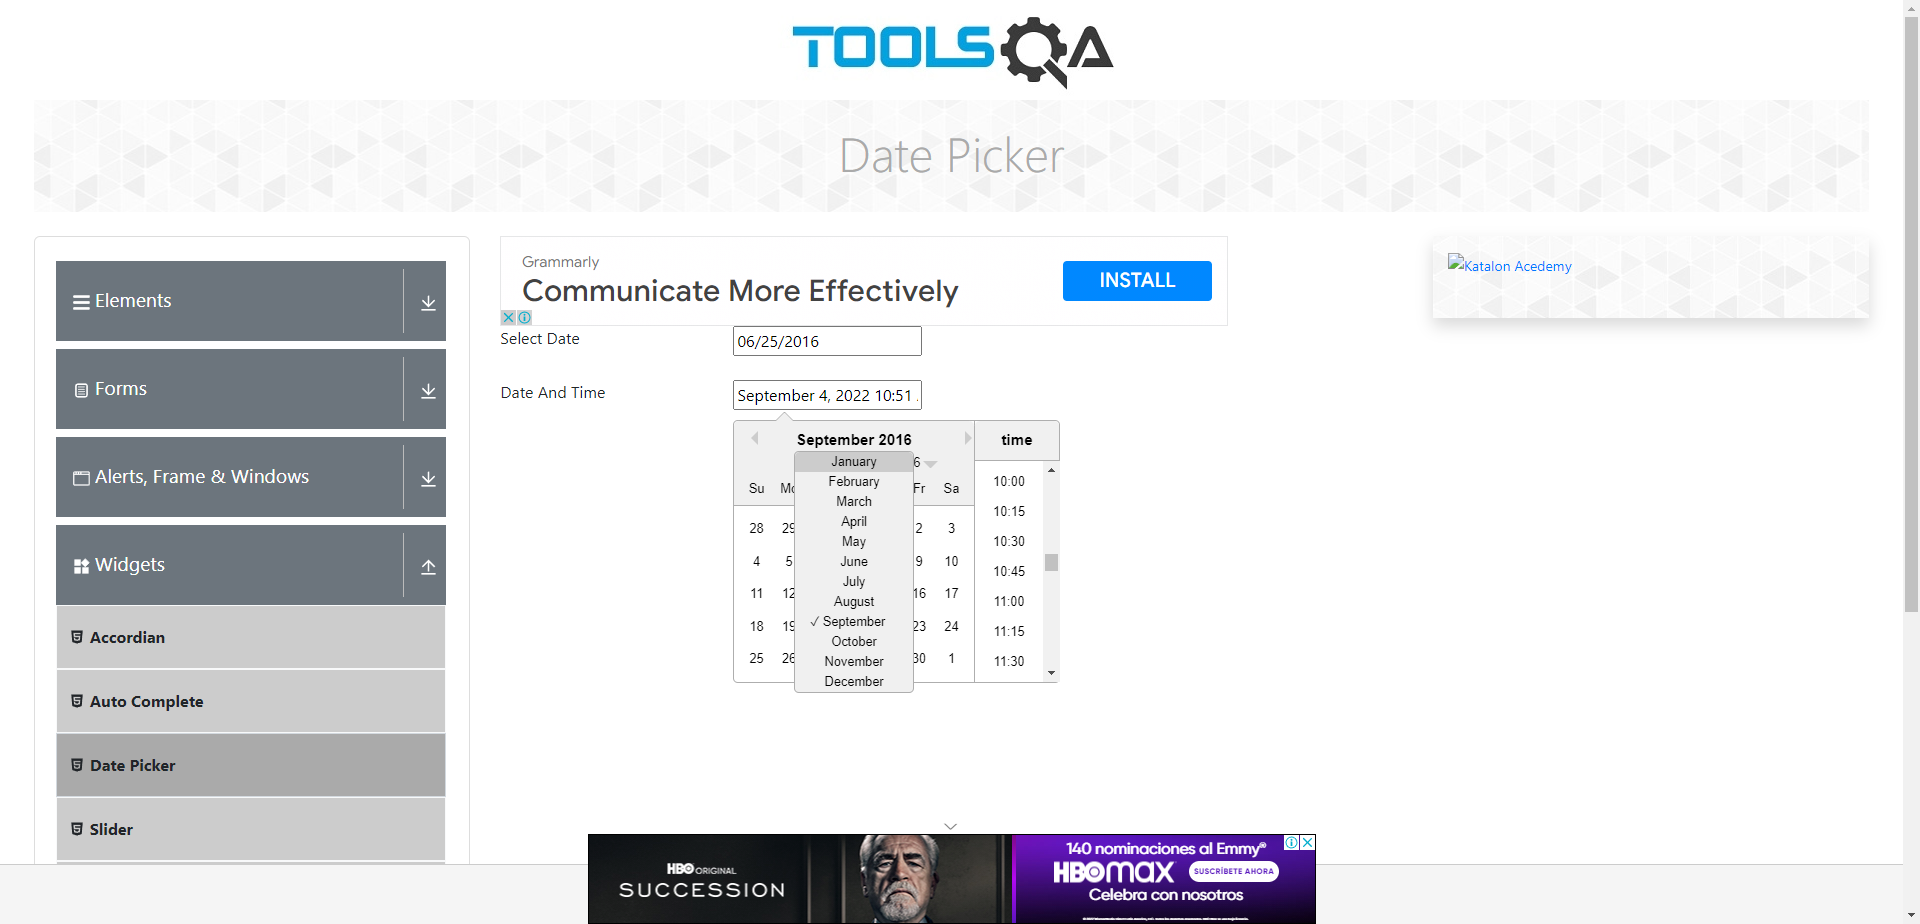 TOOLSQA
Date Picker
Elements
Forms
Alerts, Frame & Windows
Widgets
Accordian
Auto Complete
Date Picker
Slider
Grammarly
Communicate More Effectively
INSTALL
Select Date
06/25/2016
Date And Time
September 4, 2022 10:51
September 2016
6
Su Mo Fr Sa
28 29 2 3
4 5 9 10
11 12 16 17
18 19 23 24
25 26 30 1
January
February
March
April
May
June
July
August
✓ September
October
November
December
time
10:00
10:15
10:30
10:45
11:00
11:15
11:30
Katalon Acedemy
HBO ORIGINAL
SUCCESSION
140 nominaciones al Emmy®
HBOMAX
SUSCRÍBETE AHORA
Celebra con nosotros